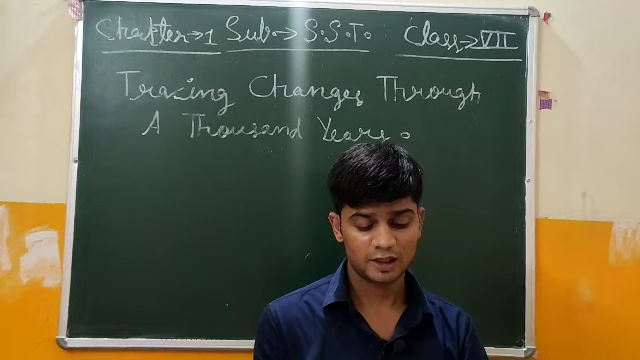 Chapter→1 Sub.→ S.S.T. Class→VII
Tracing Changes Through
A Thousand Years.